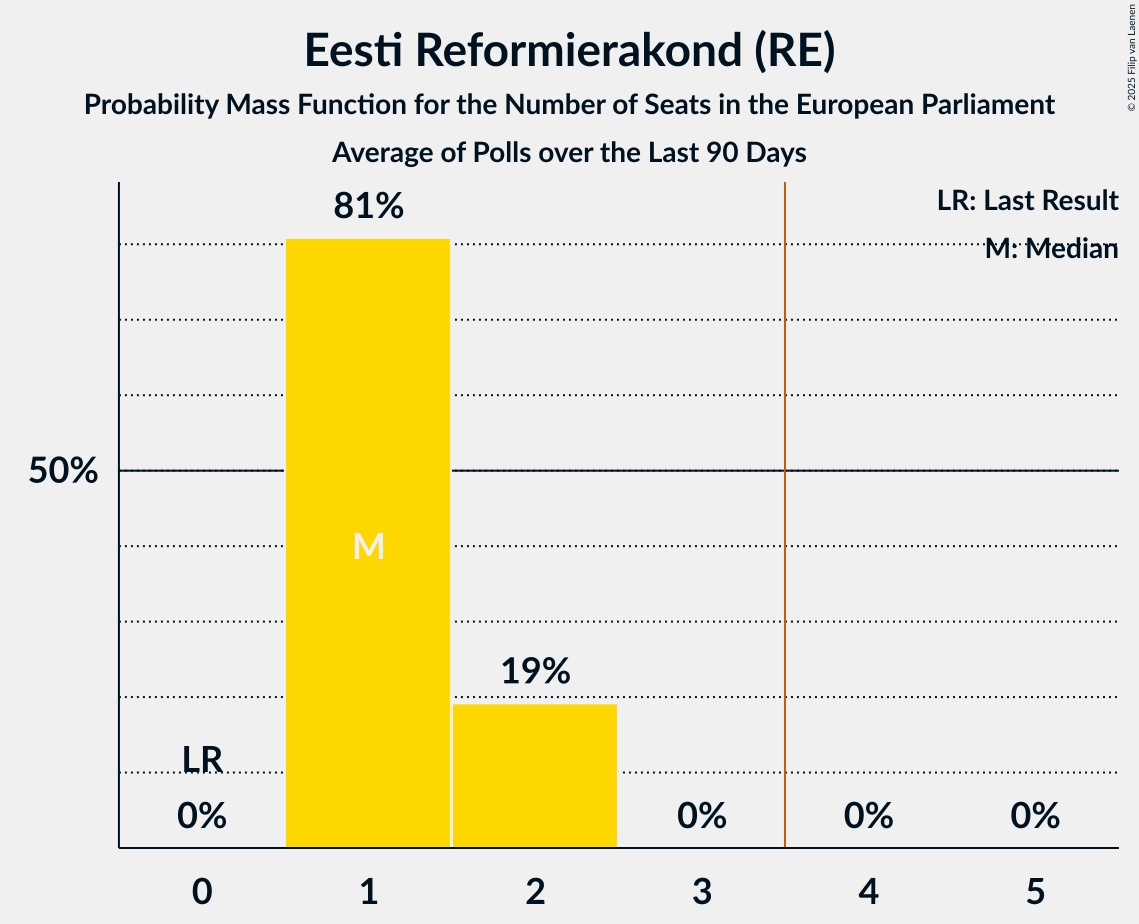 Eesti Reformierakond (RE)
Probability Mass Function for the Number of Seats in the European Parliament
Average of Polls over the Last 90 Days
© 2025 Filip van Laenen
LR: Last Result
M: Median
81%
50%
M
19%
LR
0%
0%
0%
0%
0
1
2
3
4
5